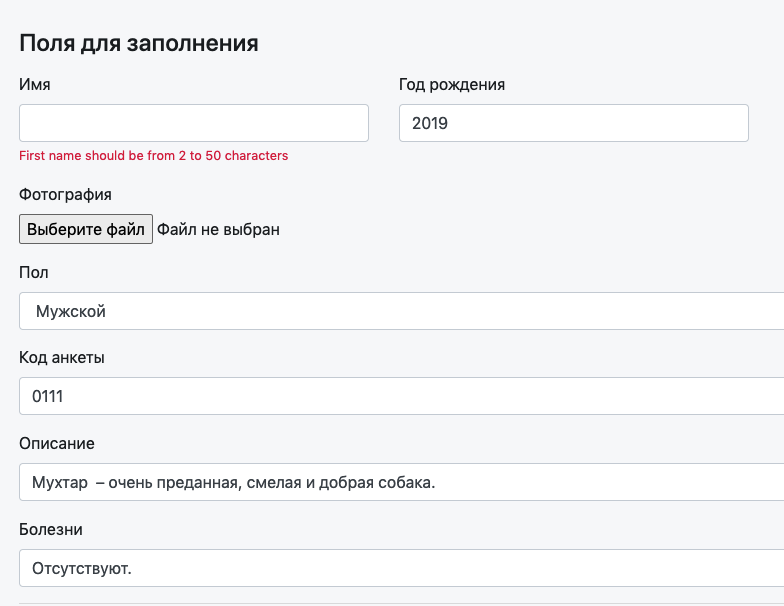 Поля для заполнения
Имя
Год рождения
2019
First name should be from 2 to 50 characters
Фотография
Выберите файл Файл не выбран
Пол
Мужской
Код анкеты
0111
Описание
Мухтар – очень преданная, смелая и добрая собака.
Болезни
Отсутствуют.